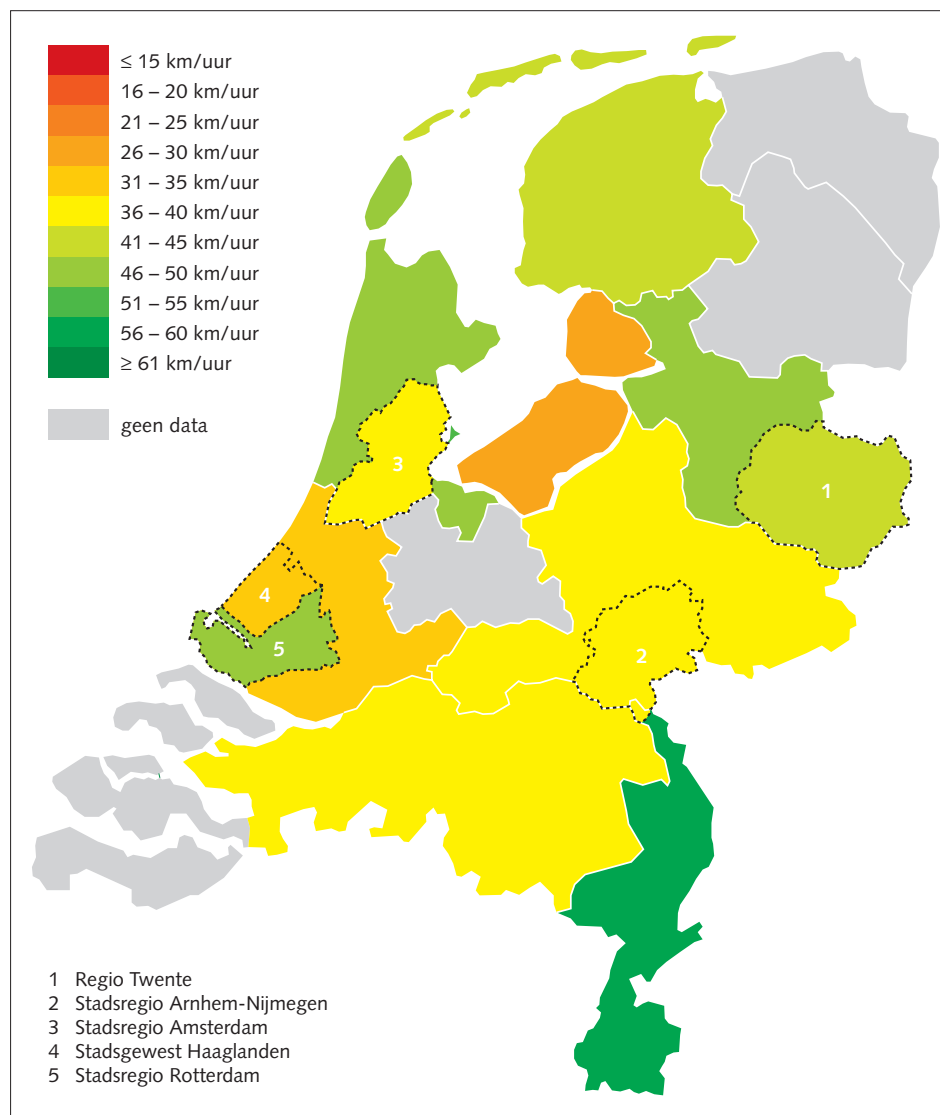 ≤ 15 km/uur
16 – 20 km/uur
21 – 25 km/uur
26 – 30 km/uur
31 – 35 km/uur
36 – 40 km/uur
41 – 45 km/uur
46 – 50 km/uur
51 – 55 km/uur
56 – 60 km/uur
≥ 61 km/uur
geen data
3
1
4
5
2
1 Regio Twente
2 Stadsregio Arnhem-Nijmegen
3 Stadsregio Amsterdam
4 Stadsgewest Haaglanden
5 Stadsregio Rotterdam